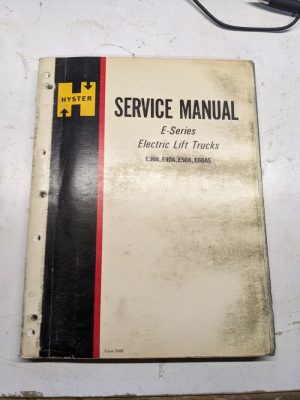 HYSTER
SERVICE MANUAL
E-Series
Electric Lift Trucks
E30A, E40A, E50A, E60AS